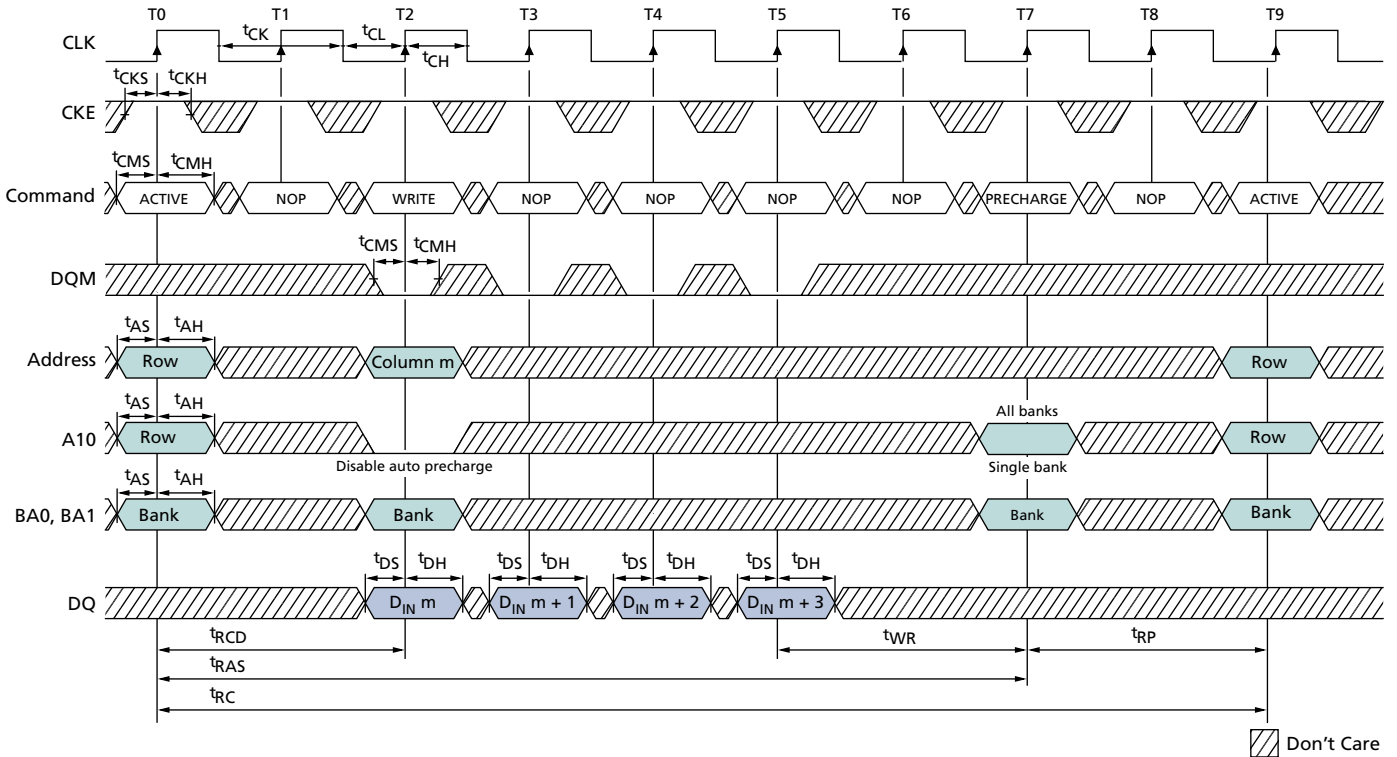 T0 T1 T2 T3 T4 T5 T6 T7 T8 T9
CLK tCK tCL
tCH
tCKS tCKH
CKE
tCMS tCMH
Command ACTIVE NOP WRITE NOP NOP NOP NOP PRECHARGE NOP ACTIVE
tCMS tCMH
DQM
tAS tAH
Address Row Column m Row
tAS tAH All banks
A10 Row Row
Disable auto precharge Single bank
tAS tAH
BA0, BA1 Bank Bank Bank Bank
tDS tDH tDS tDH tDS tDH tDS tDH
DQ DIN m DIN m + 1 DIN m + 2 DIN m + 3
tRCD tWR tRP
tRAS
tRC
Don't Care